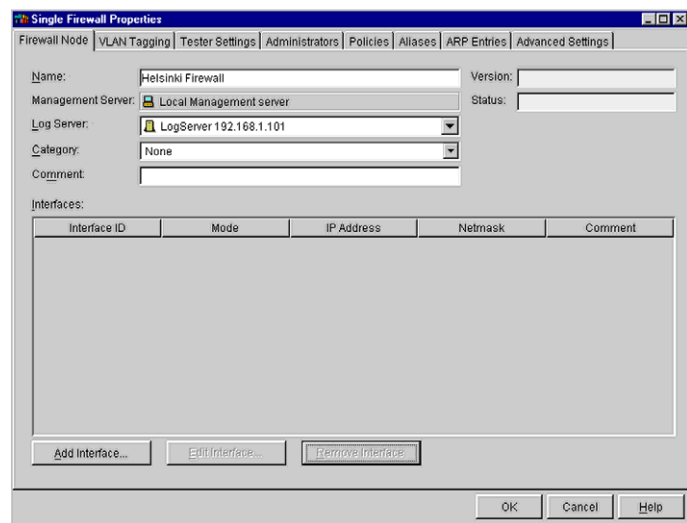 Single Firewall Properties
Firewall Node VLAN Tagging Tester Settings Administrators Policies Aliases ARP Entries Advanced Settings
Name: Helsinki Firewall Version:
Management Server: Local Management server Status:
Log Server: LogServer 192.168.1.101
Category: None
Comment:
Interfaces:
Interface ID Mode IP Address Netmask Comment
Add Interface... Edit Interface... Remove Interface
OK Cancel Help